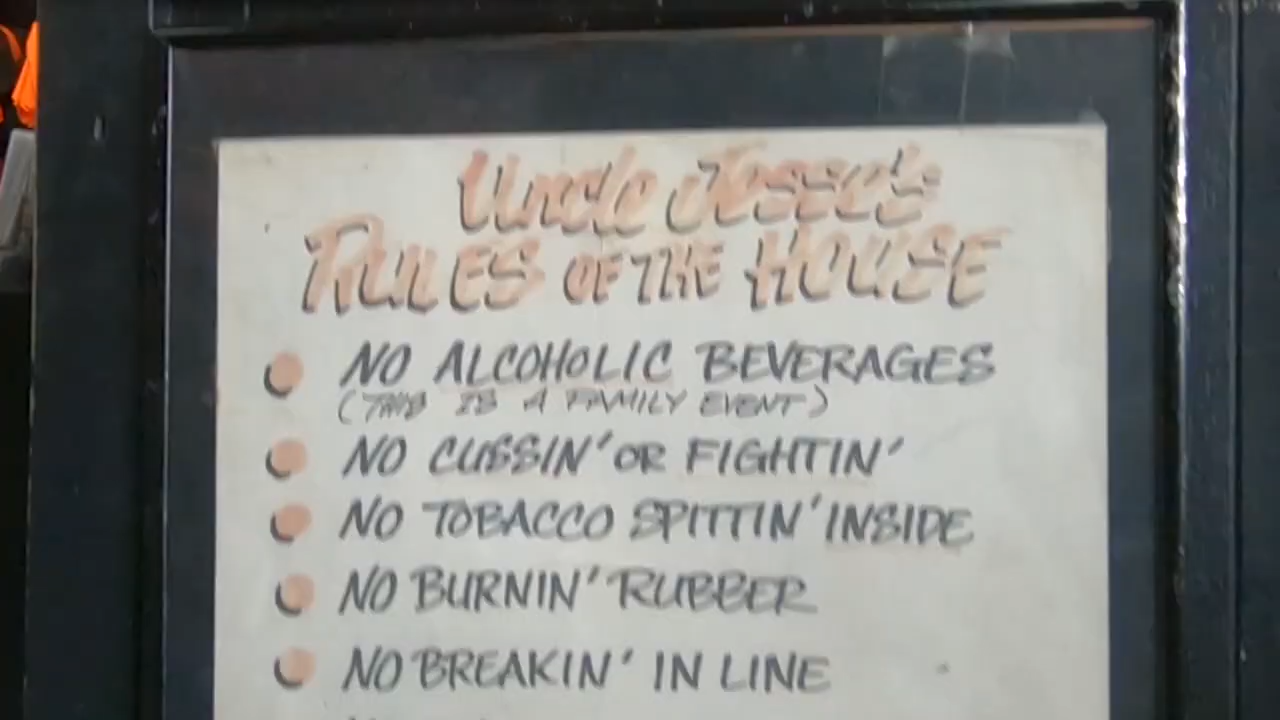 Uncle Jesse's
RULES OF THE HOUSE
NO ALCOHOLIC BEVERAGES
(THIS IS A FAMILY EVENT)
NO CUSSIN' OR FIGHTIN'
NO TOBACCO SPITTIN' INSIDE
NO BURNIN' RUBBER
NO BREAKIN' IN LINE